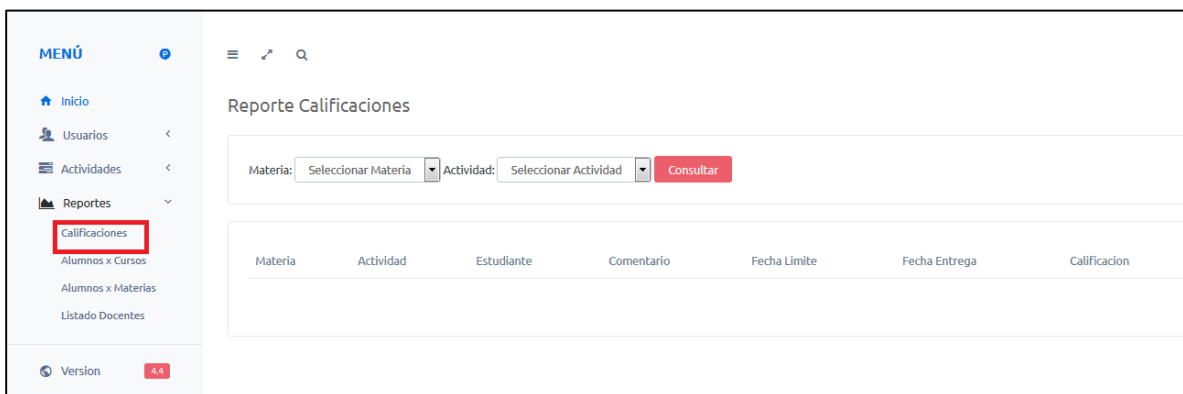 MENÚ P
Inicio
Usuarios
Actividades
Reportes
Calificaciones
Alumnos x Cursos
Alumnos x Materias
Listado Docentes
Version 4.4
Reporte Calificaciones
Materia: Seleccionar Materia Actividad: Seleccionar Actividad Consultar
Materia Actividad Estudiante Comentario Fecha Limite Fecha Entrega Calificacion